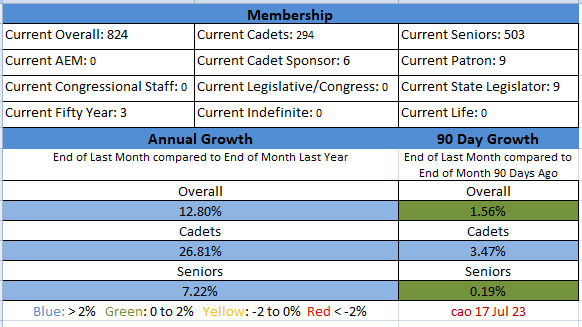 Membership
Current Overall: 824 Current Cadets: 294 Current Seniors: 503
Current AEM: 0 Current Cadet Sponsor: 6 Current Patron: 9
Current Congressional Staff: 0 Current Legislative/Congress: 0 Current State Legislator: 9
Current Fifty Year: 3 Current Indefinite: 0 Current Life: 0
Annual Growth 90 Day Growth
End of Last Month compared to End of Month Last Year End of Last Month compared to
End of Month 90 Days Ago
Overall Overall
12.80% 1.56%
Cadets Cadets
26.81% 3.47%
Seniors Seniors
7.22% 0.19%
Blue: > 2% Green: 0 to 2% Yellow: -2 to 0% Red < -2% cao 17 Jul 23